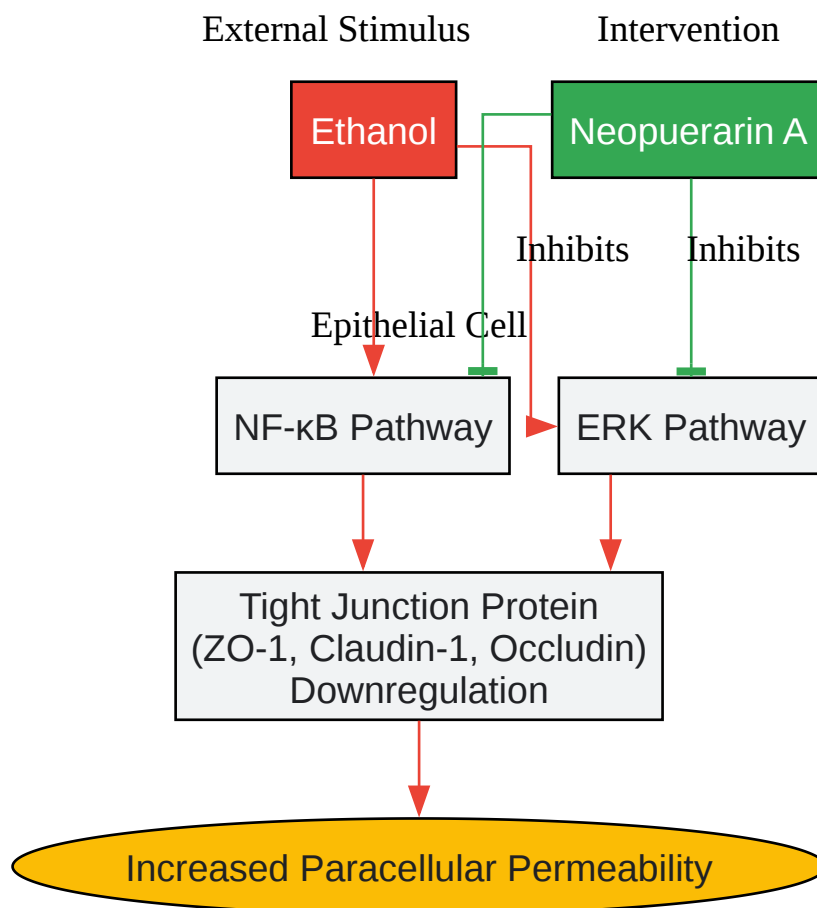 External Stimulus
Intervention
Ethanol
Neopuerarin A
Inhibits
Inhibits
Epithelial Cell
NF-κB Pathway
ERK Pathway
Tight Junction Protein
(ZO-1, Claudin-1, Occludin)
Downregulation
Increased Paracellular Permeability